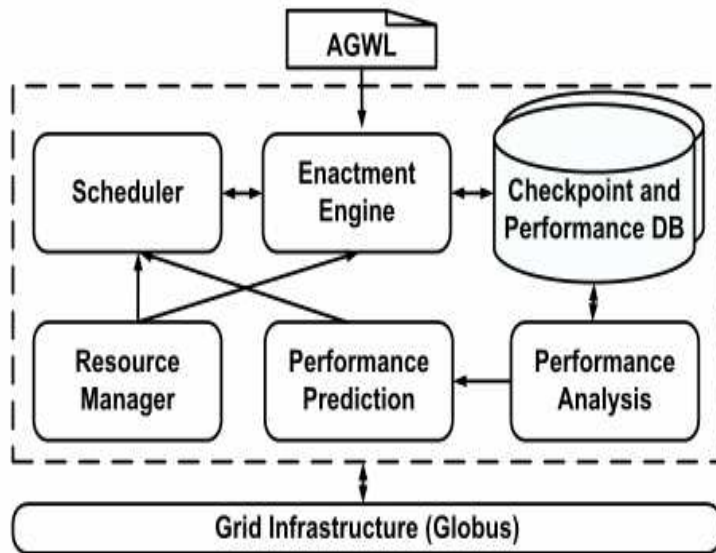 AGWL
Scheduler
Enactment
Engine
Checkpoint and
Performance DB
Resource
Manager
Performance
Prediction
Performance
Analysis
Grid Infrastructure (Globus)